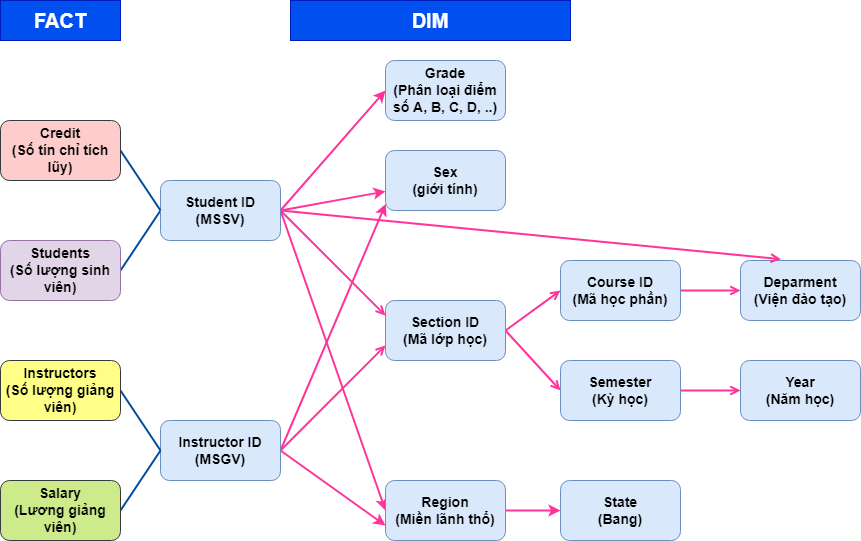 FACT
DIM
Grade
(Phân loại điểm
số A, B, C, D, ..)
Credit
(Số tín chỉ tích
lũy)
Sex
(giới tính)
Student ID
(MSSV)
Students
(Số lượng sinh
viên)
Course ID
(Mã học phần)
Deparment
(Viện đào tạo)
Section ID
(Mã lớp học)
Instructors
(Số lượng giảng
viên)
Semester
(Kỳ học)
Year
(Năm học)
Instructor ID
(MSGV)
Salary
(Lương giảng
viên)
Region
(Miền lãnh thổ)
State
(Bang)